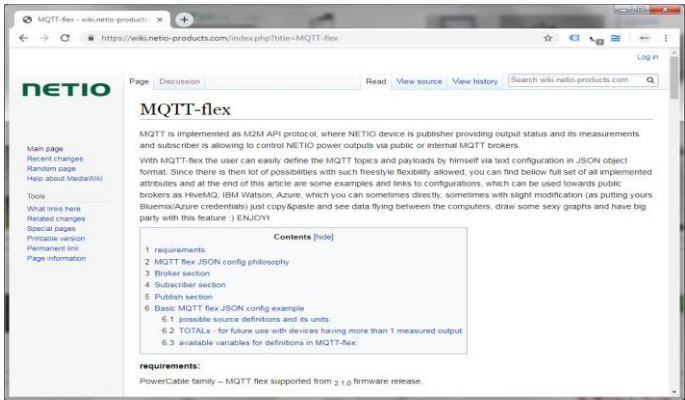 MQTT-flex - wiki.netio-products.
https://wiki.netio-products.com/index.php?title=MQTT-flex
Log in
NETIO
Page Discussion Read View source View history Search wiki.netio-products.com
MQTT-flex
MQTT is implemented as M2M API protocol, where NETIO device is publisher providing output status and its measurements
and subscriber is allowing to control NETIO power outputs via public or internal MQTT brokers.
With MQTT-flex the user can easily define the MQTT topics and payloads by himself via text configuration in JSON object
format. Since there is then lot of possibilities with such freestyle flexibility allowed, you can find bellow full set of all implemented
attributes and at the end of this article are some examples and links to configurations, which can be used towards public
brokers as HiveMQ, IBM Watson, Azure, which you can sometimes directly, sometimes with slight modification (as putting yours
Bluemix/Azure credentials) just copy&paste and see data flying between the computers, draw some sexy graphs and have big
party with this feature :) ENJOY!
Main page
Recent changes
Random page
Help about MediaWiki
Tools
What links here
Related changes
Special pages
Printable version
Permanent link
Page information
Contents [hide]
1 requirements:
2 MQTT flex JSON config philosophy
3 Broker section
4 Subscriber section
5 Publish section
6 Basic MQTT flex JSON config example
6.1 possible source definitions and its units:
6.2 TOTALs - for future use with devices having more than 1 measured output
6.3 available variables for definitions in MQTT-flex:
requirements:
PowerCable family – MQTT flex supported from 2.1.0 firmware release.